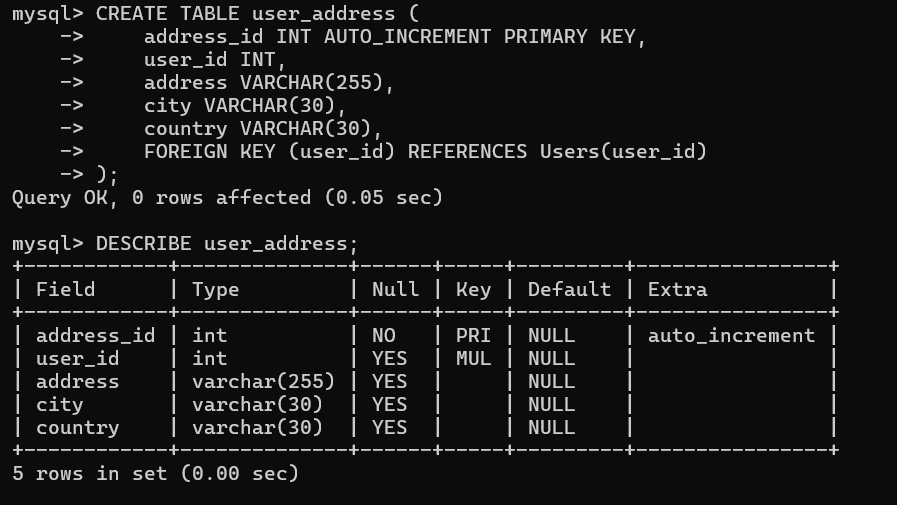 mysql> CREATE TABLE user_address (
    ->     address_id INT AUTO_INCREMENT PRIMARY KEY,
    ->     user_id INT,
    ->     address VARCHAR(255),
    ->     city VARCHAR(30),
    ->     country VARCHAR(30),
    ->     FOREIGN KEY (user_id) REFERENCES Users(user_id)
    -> );
Query OK, 0 rows affected (0.05 sec)

mysql> DESCRIBE user_address;
+------------+--------------+------+-----+---------+----------------+
| Field      | Type         | Null | Key | Default | Extra          |
+------------+--------------+------+-----+---------+----------------+
| address_id | int          | NO   | PRI | NULL    | auto_increment |
| user_id    | int          | YES  | MUL | NULL    |                |
| address    | varchar(255) | YES  |     | NULL    |                |
| city       | varchar(30)  | YES  |     | NULL    |                |
| country    | varchar(30)  | YES  |     | NULL    |                |
+------------+--------------+------+-----+---------+----------------+
5 rows in set (0.00 sec)